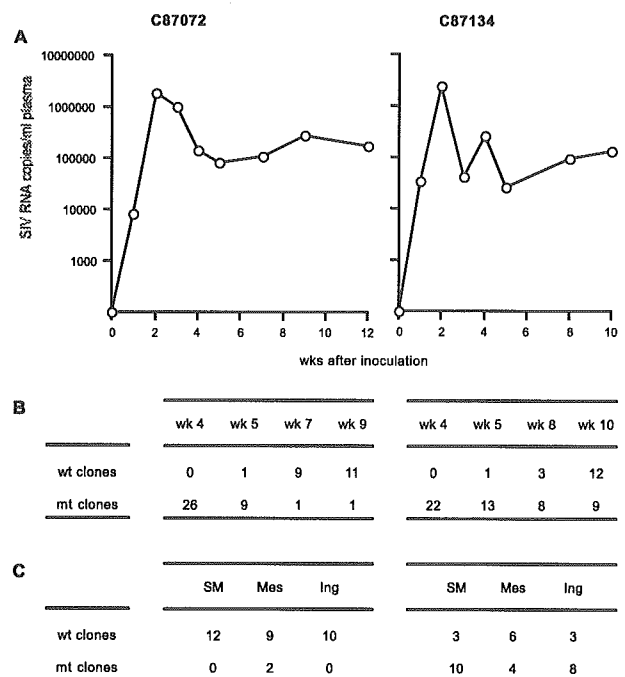 C87072 C87134
A
SIV RNA copies/ml plasma
10000000
1000000
100000
10000
1000
0 2 4 6 8 10 12
0 2 4 6 8 10
wks after inoculation
B
wk 4 wk 5 wk 7 wk 9 wk 4 wk 5 wk 8 wk 10
wt clones 0 1 9 11 0 1 3 12
mt clones 26 9 1 1 22 13 8 9
C
SM Mes Ing SM Mes Ing
wt clones 12 9 10 3 6 3
mt clones 0 2 0 10 4 8